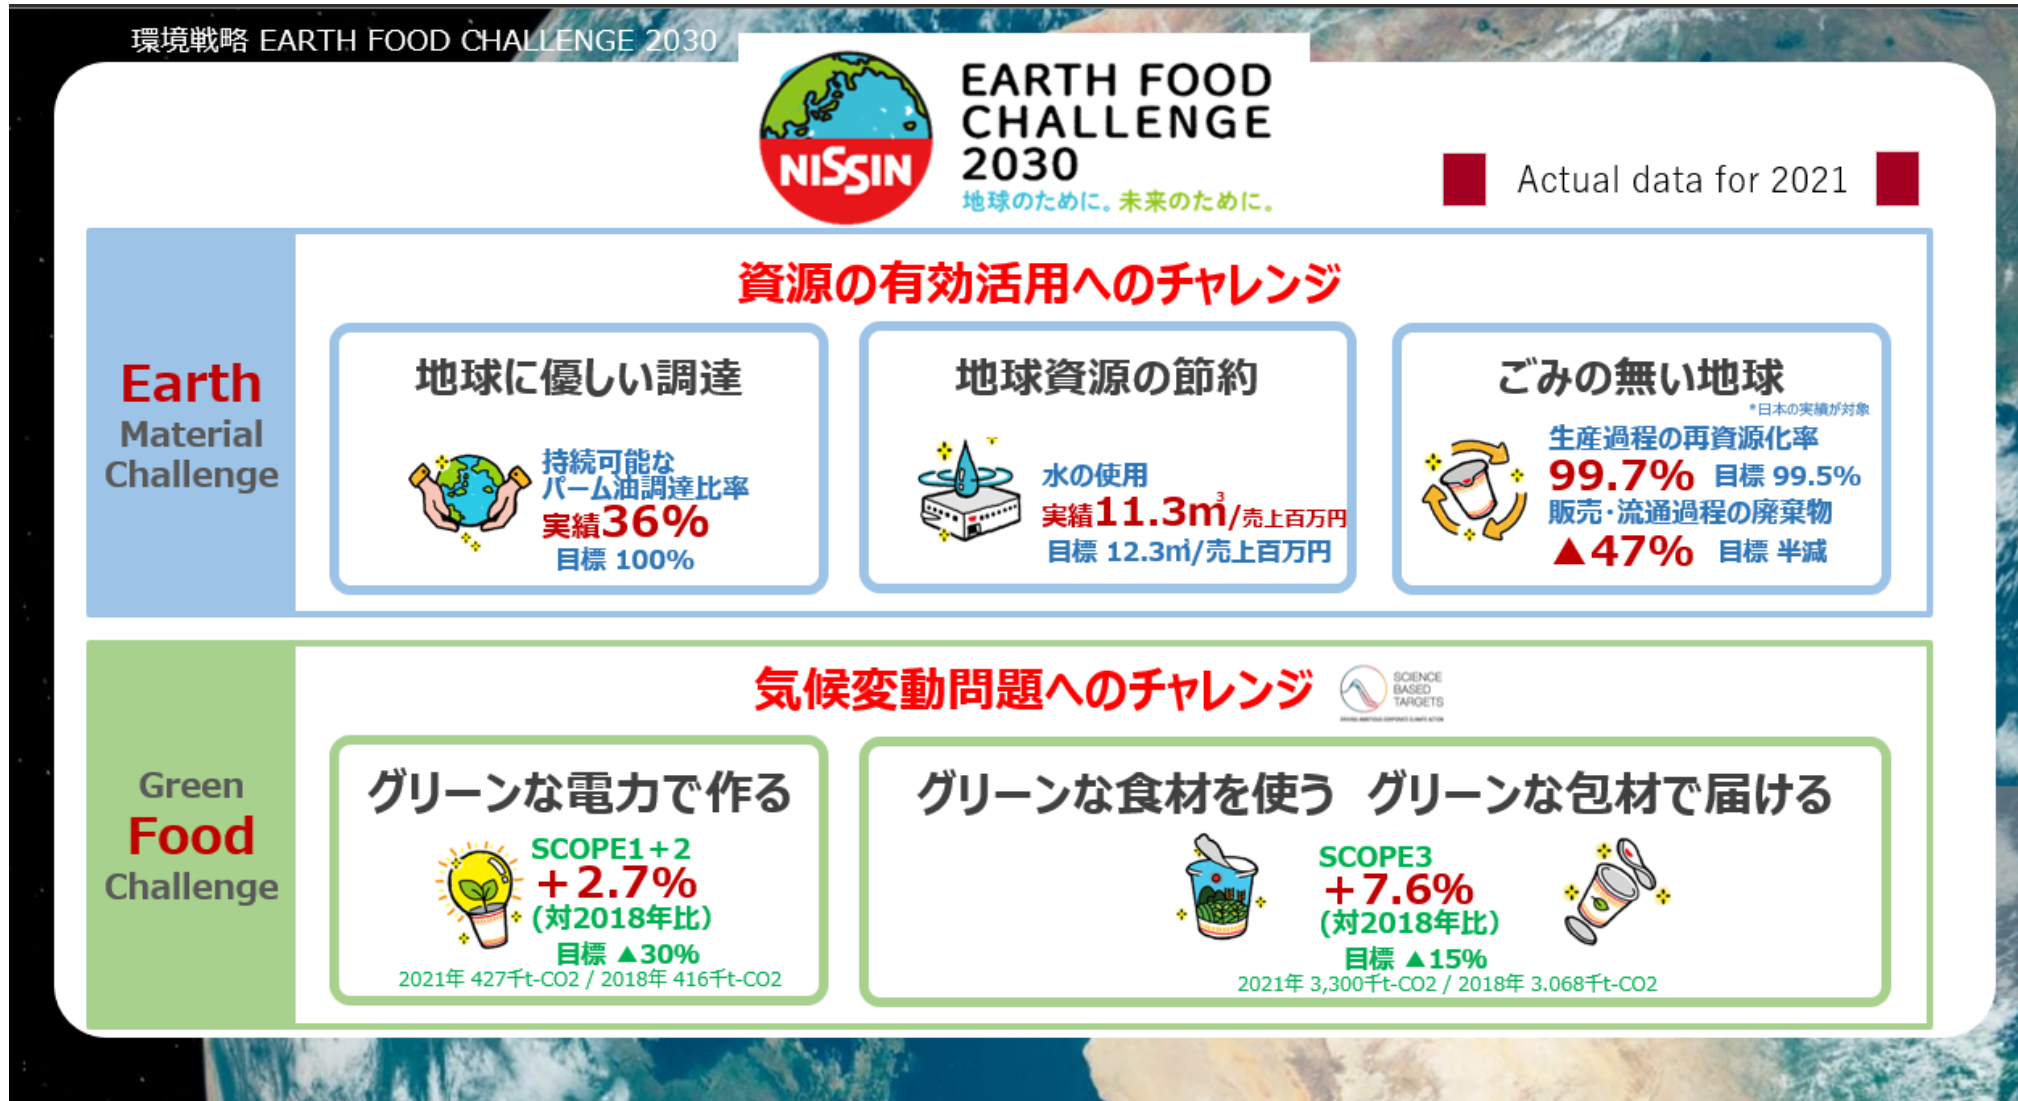 環境戦略 EARTH FOOD CHALLENGE 2030
NISSIN
EARTH FOOD
CHALLENGE
2030
地球のために。未来のために。
Actual data for 2021
Earth
Material
Challenge
資源の有効活用へのチャレンジ
地球に優しい調達
持続可能な
パーム油調達比率
実績36%
目標 100%
地球資源の節約
水の使用
実績11.3㎥/売上百万円
目標 12.3㎥/売上百万円
ごみの無い地球
*日本の実績が対象
生産過程の再資源化率
99.7% 目標 99.5%
販売・流通過程の廃棄物
▲47% 目標 半減
Green
Food
Challenge
気候変動問題へのチャレンジ
SCIENCE
BASED
TARGETS
DRIVING AMBITIOUS CORPORATE CLIMATE ACTION
グリーンな電力で作る
SCOPE1+2
+2.7%
(対2018年比)
目標 ▲30%
2021年 427千t-CO2 / 2018年 416千t-CO2
グリーンな食材を使う グリーンな包材で届ける
SCOPE3
+7.6%
(対2018年比)
目標 ▲15%
2021年 3,300千t-CO2 / 2018年 3.068千t-CO2